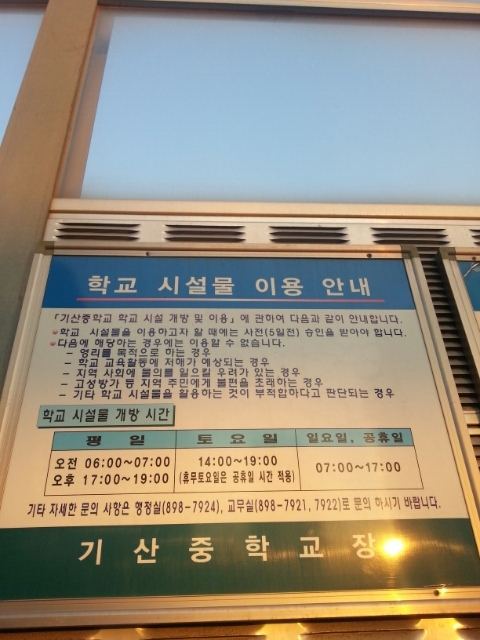 학교 시설물 이용 안내
「기산중학교 학교 시설 개방 및 이용」에 관하여 다음과 같이 안내합니다.
학교 시설물을 이용하고자 할 때에는 사전(5일전) 승인을 받아야 합니다.
다음에 해당하는 경우에는 이용할 수 없습니다.
- 영리를 목적으로 하는 경우
- 학교 교육활동에 저해가 예상되는 경우
- 지역 사회에 물의를 일으킬 우려가 있는 경우
- 고성방가 등 지역 주민에게 불편을 초래하는 경우
- 기타 학교 시설물을 활용하는 것이 부적합하다고 판단되는 경우
학교 시설물 개방 시간
평 일 토 요 일 일요일, 공휴일
오전 06:00~07:00 14:00~19:00 07:00~17:00
오후 17:00~19:00 (휴무토요일은 공휴일 시간 적용)
기타 자세한 문의 사항은 행정실(898-7924), 교무실(898-7921, 7922)로 문의 하시기 바랍니다.
기 산 중 학 교 장